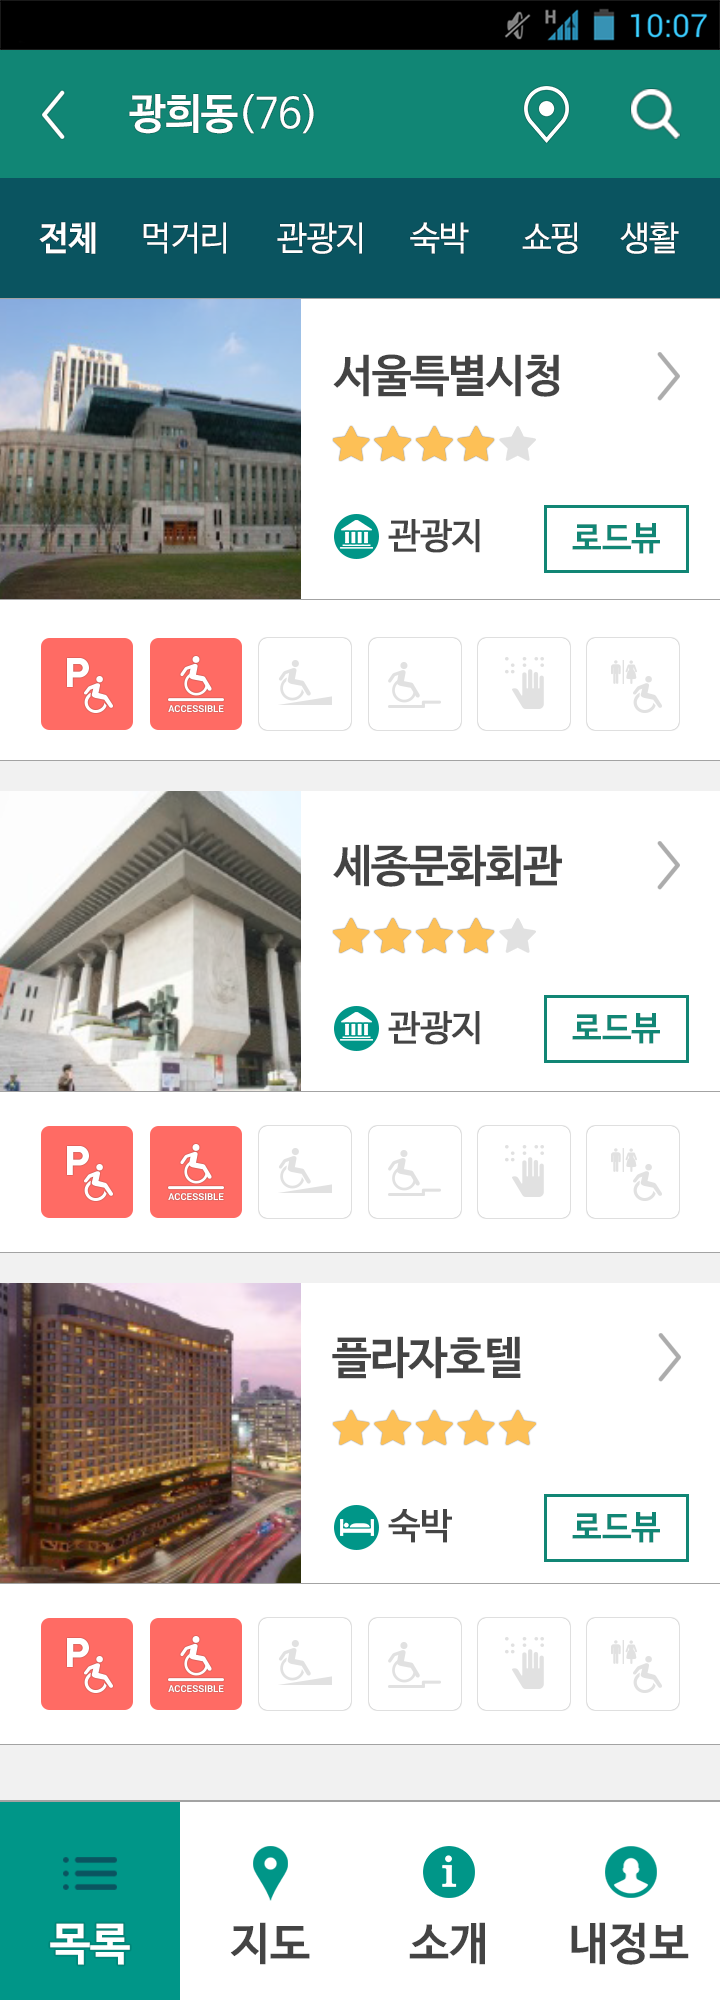 H 10:07
광희동(76)
전체 먹거리 관광지 숙박 쇼핑 생활
서울특별시청
관광지 로드뷰
P ACCESSIBLE
세종문화회관
관광지 로드뷰
P ACCESSIBLE
THE PLAZA
플라자호텔
숙박 로드뷰
P ACCESSIBLE
목록 지도 소개 내정보